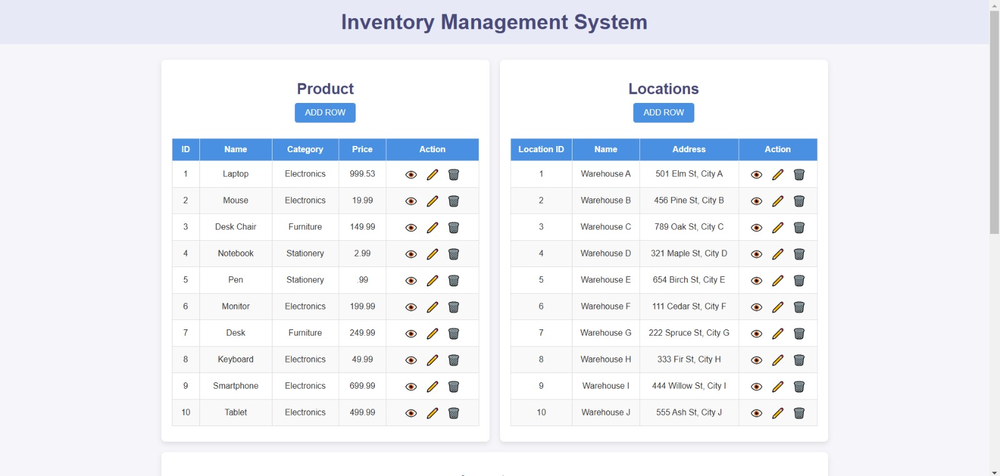 Inventory Management System
Product
ADD ROW
ID Name Category Price Action
1 Laptop Electronics 999.53
2 Mouse Electronics 19.99
3 Desk Chair Furniture 149.99
4 Notebook Stationery 2.99
5 Pen Stationery .99
6 Monitor Electronics 199.99
7 Desk Furniture 249.99
8 Keyboard Electronics 49.99
9 Smartphone Electronics 699.99
10 Tablet Electronics 499.99
Locations
ADD ROW
Location ID Name Address Action
1 Warehouse A 501 Elm St, City A
2 Warehouse B 456 Pine St, City B
3 Warehouse C 789 Oak St, City C
4 Warehouse D 321 Maple St, City D
5 Warehouse E 654 Birch St, City E
6 Warehouse F 111 Cedar St, City F
7 Warehouse G 222 Spruce St, City G
8 Warehouse H 333 Fir St, City H
9 Warehouse I 444 Willow St, City I
10 Warehouse J 555 Ash St, City J